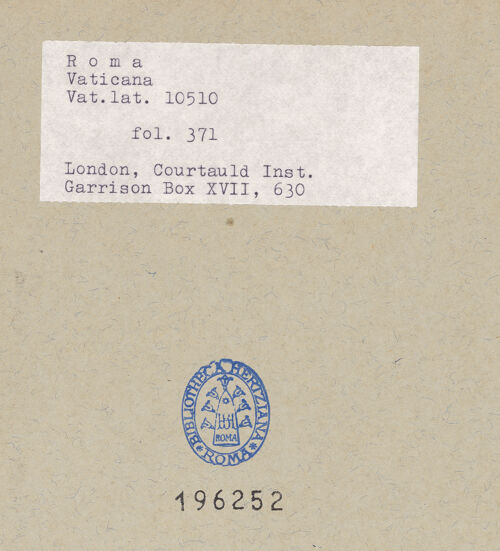 R o m a
Vaticana
Vat.lat. 10510
fol. 371
London, Courtauld Inst.
Garrison Box XVII, 630
BIBLIOTHECA HERTZIANA
ROMA
* ROMA *
196252